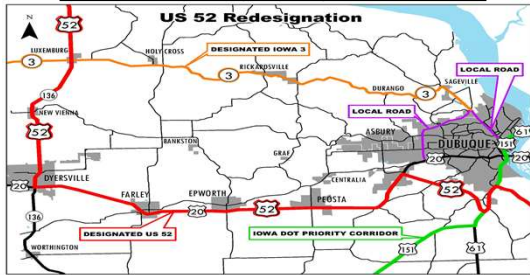 US 52 Redesignation
N
52
LUXEMBURG
HOLY CROSS
DESIGNATED IOWA 3
3
RICKARDSVILLE
3
DURANGO
3
SAGEVILLE
LOCAL ROAD
LOCAL ROAD
136
NEW VIENNA
52
BANKSTON
GRAF
ASBURY
DUBUQUE
61
151
20
20
DYERSVILLE
20
CENTRALIA
FARLEY
EPWORTH
PEOSTA
20
52
52
136
DESIGNATED US 52
IOWA DOT PRIORITY CORRIDOR
WORTHINGTON
151
61